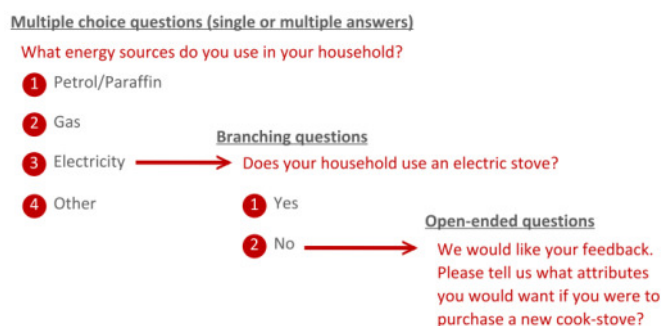 Multiple choice questions (single or multiple answers)
What energy sources do you use in your household?
1 Petrol/Paraffin
2 Gas
3 Electricity
4 Other
Branching questions
Does your household use an electric stove?
1 Yes
2 No
Open-ended questions
We would like your feedback.
Please tell us what attributes
you would want if you were to
purchase a new cook-stove?